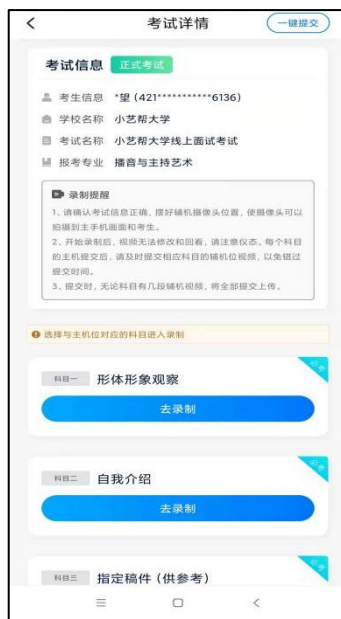 考试详情
一键提交
考试信息 正式考试
考生信息 *望 (421***********6136)
学校名称 小艺帮大学
考试名称 小艺帮大学线上面试考试
报考专业 播音与主持艺术
录制提醒
1、请确认考试信息正确，摆好辅机摄像头位置，使摄像头可以
拍摄到主手机画面和考生。
2、开始录制后，视频无法修改和回看，请注意仪态。每个科目
的主机提交后，请及时提交相应科目的辅机位视频，以免错过
提交时间。
3、提交时，无论科目有几段辅机视频，将全部提交上传。
选择与主机位对应的科目进入录制
必考
科目一 形体形象观察
去录制
必考
科目二 自我介绍
去录制
必考
科目三 指定稿件（供参考）